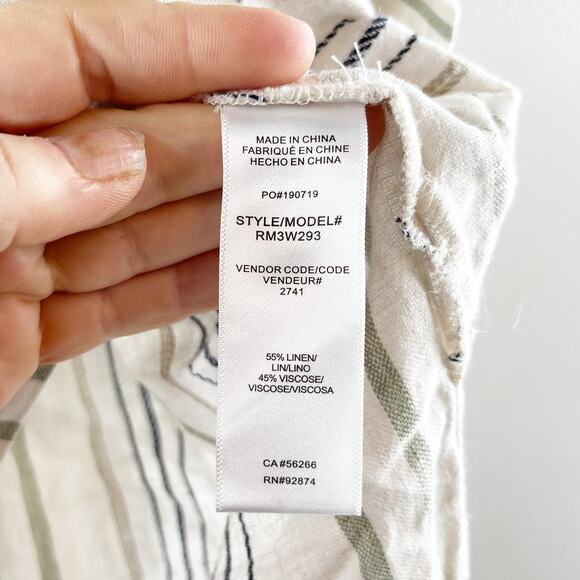 MADE IN CHINA
FABRIQUÉ EN CHINE
HECHO EN CHINA
PO#190719
STYLE/MODEL#
RM3W293
VENDOR CODE/CODE
VENDEUR#
2741
55% LINEN/
LIN/LINO
45% VISCOSE/
VISCOSE/VISCOSA
CA#56266
RN#92874